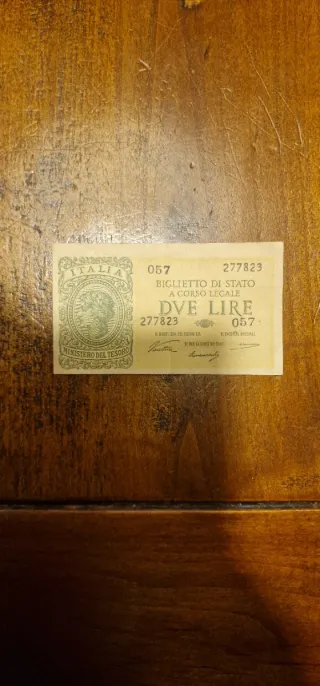 ITALIA
MINISTERO DEL TESORO
057 277823
BIGLIETTO DI STATO
A CORSO LEGALE
DVE LIRE
277823 057